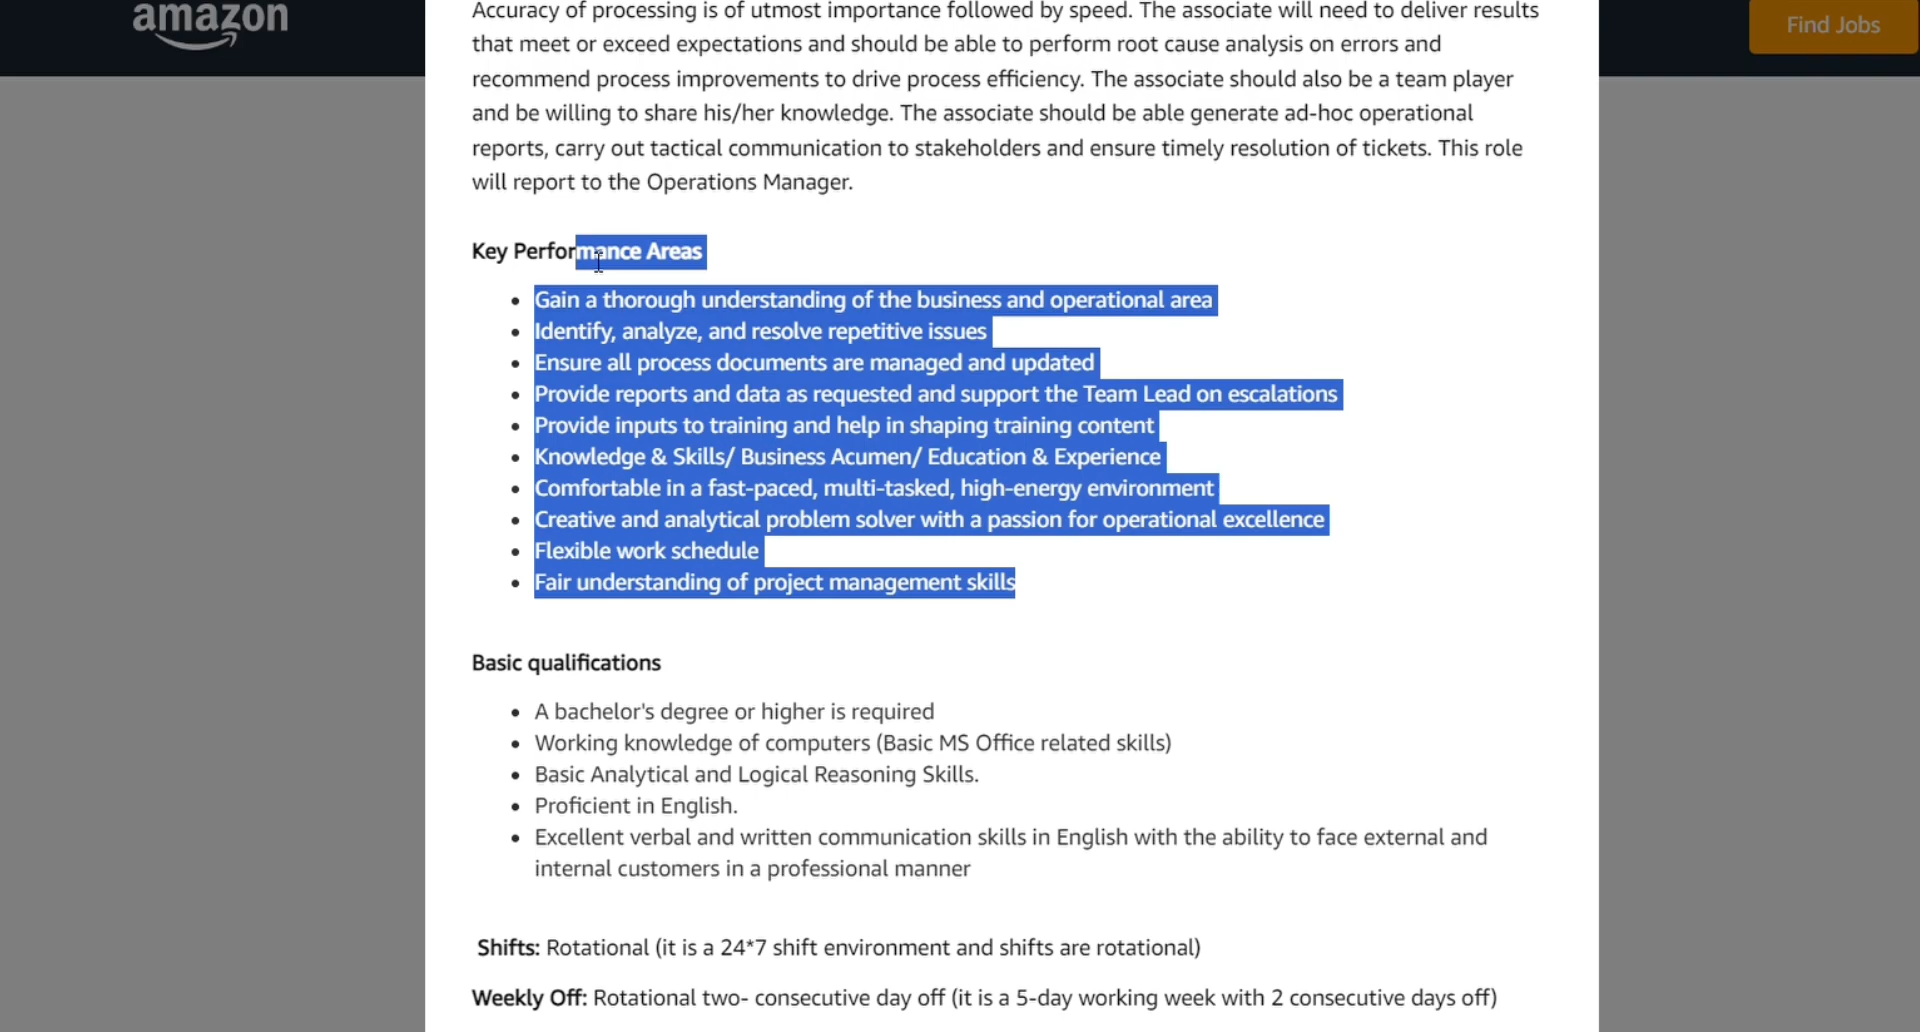 amazon
Find Jobs
Accuracy of processing is of utmost importance followed by speed. The associate will need to deliver results
that meet or exceed expectations and should be able to perform root cause analysis on errors and
recommend process improvements to drive process efficiency. The associate should also be a team player
and be willing to share his/her knowledge. The associate should be able generate ad-hoc operational
reports, carry out tactical communication to stakeholders and ensure timely resolution of tickets. This role
will report to the Operations Manager.
Key Performance Areas
• Gain a thorough understanding of the business and operational area
• Identify, analyze, and resolve repetitive issues
• Ensure all process documents are managed and updated
• Provide reports and data as requested and support the Team Lead on escalations
• Provide inputs to training and help in shaping training content
• Knowledge & Skills/ Business Acumen/ Education & Experience
• Comfortable in a fast-paced, multi-tasked, high-energy environment
• Creative and analytical problem solver with a passion for operational excellence
• Flexible work schedule
• Fair understanding of project management skills
Basic qualifications
• A bachelor's degree or higher is required
• Working knowledge of computers (Basic MS Office related skills)
• Basic Analytical and Logical Reasoning Skills.
• Proficient in English.
• Excellent verbal and written communication skills in English with the ability to face external and
internal customers in a professional manner
Shifts: Rotational (it is a 24*7 shift environment and shifts are rotational)
Weekly Off: Rotational two- consecutive day off (it is a 5-day working week with 2 consecutive days off)